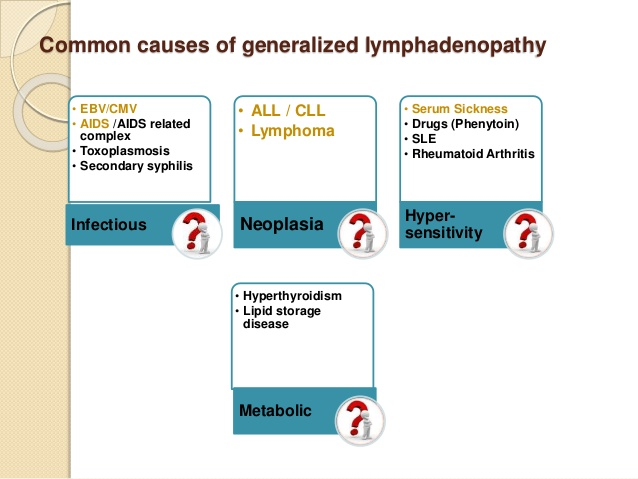 Common causes of generalized lymphadenopathy
• EBV/CMV
• AIDS /AIDS related
complex
• Toxoplasmosis
• Secondary syphilis
Infectious
• ALL / CLL
• Lymphoma
Neoplasia
• Serum Sickness
• Drugs (Phenytoin)
• SLE
• Rheumatoid Arthritis
Hyper-
sensitivity
• Hyperthyroidism
• Lipid storage
disease
Metabolic